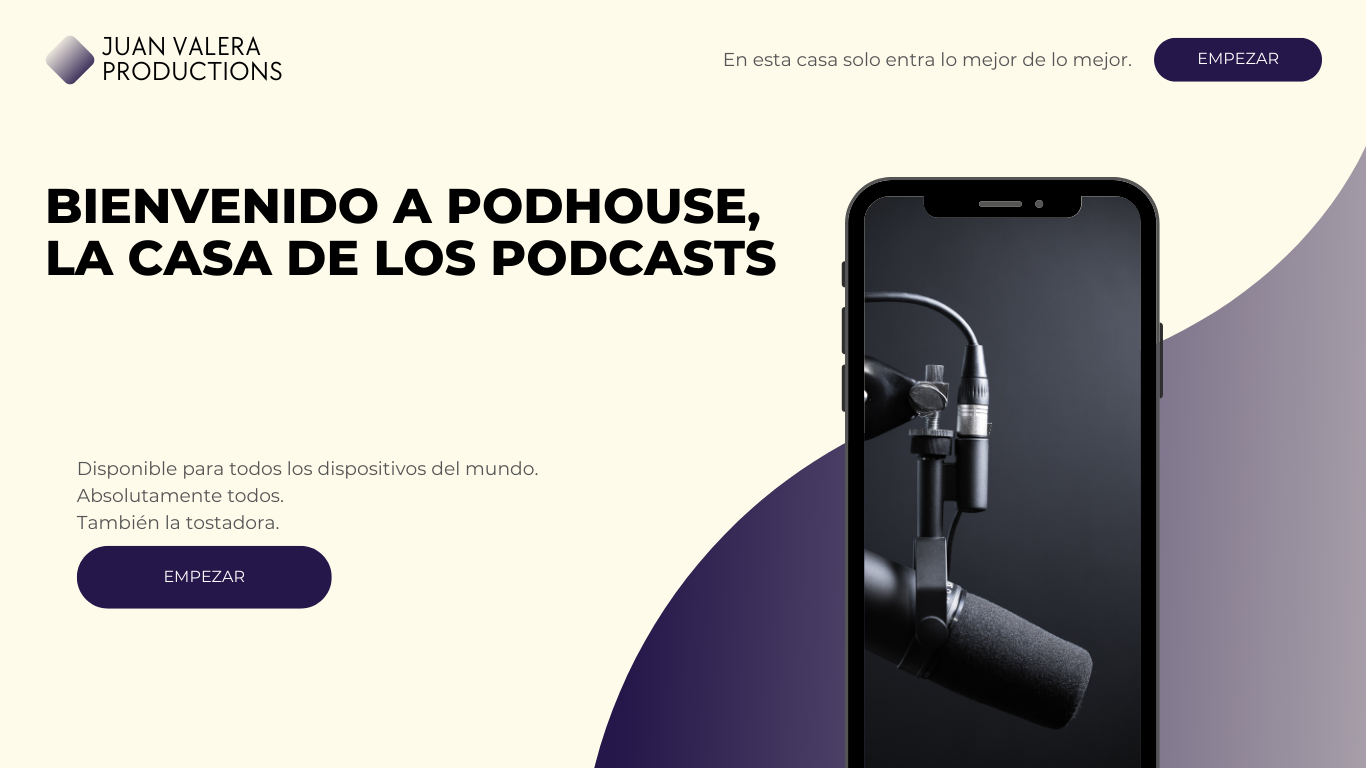 JUAN VALERA
PRODUCTIONS
En esta casa solo entra lo mejor de lo mejor.
EMPEZAR
BIENVENIDO A PODHOUSE,
LA CASA DE LOS PODCASTS
Disponible para todos los dispositivos del mundo.
Absolutamente todos.
También la tostadora.
EMPEZAR